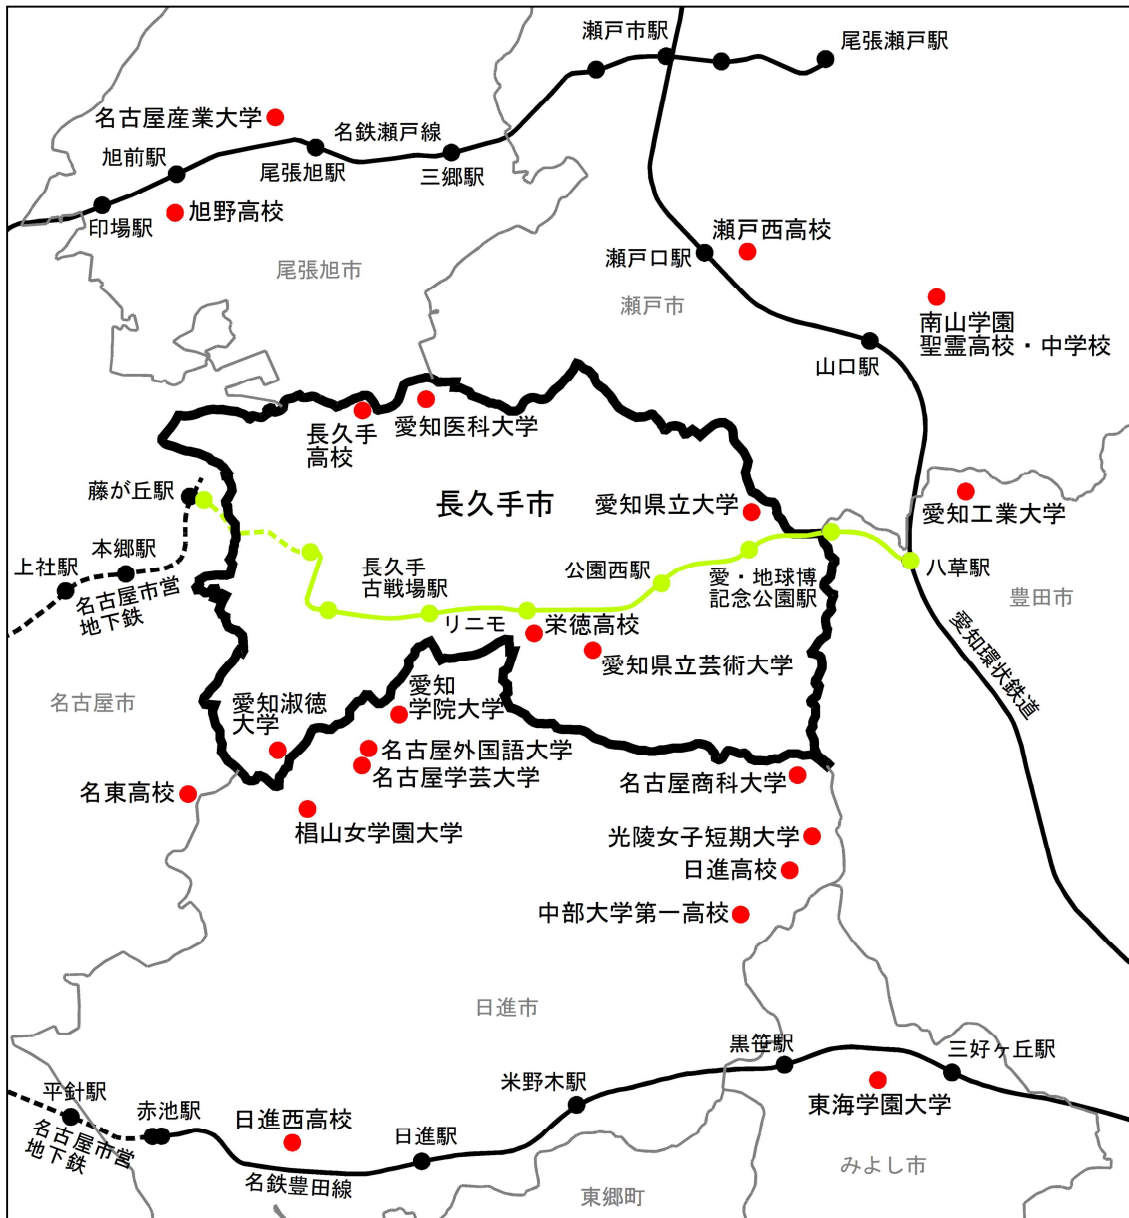 瀬戸市駅
尾張瀬戸駅
名古屋産業大学
名鉄瀬戸線
旭前駅
尾張旭駅
三郷駅
印場駅
旭野高校
瀬戸西高校
瀬戸口駅
尾張旭市
瀬戸市
南山学園
聖霊高校・中学校
山口駅
長久手
高校
愛知医科大学
藤が丘駅
長久手市
愛知県立大学
愛知工業大学
本郷駅
上社駅
名古屋市営
地下鉄
長久手
古戦場駅
公園西駅
愛・地球博
記念公園駅
八草駅
豊田市
リニモ
栄徳高校
愛知県立芸術大学
愛知環状鉄道
名古屋市
愛知淑徳
大学
愛知
学院大学
名古屋外国語大学
名古屋学芸大学
名東高校
名古屋商科大学
椙山女学園大学
光陵女子短期大学
日進高校
中部大学第一高校
日進市
黒笹駅
三好ヶ丘駅
平針駅
赤池駅
米野木駅
東海学園大学
名古屋市営
地下鉄
日進西高校
日進駅
名鉄豊田線
みよし市
東郷町